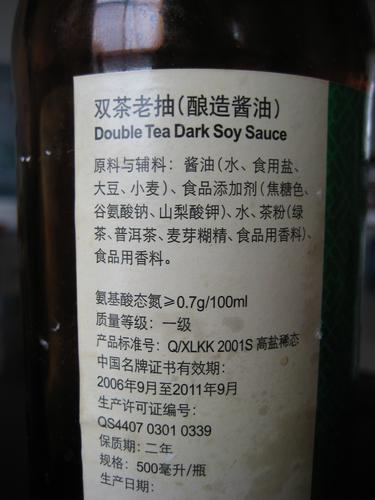 双茶老抽(酿造酱油)
Double Tea Dark Soy Sauce
原料与辅料：酱油(水、食用盐、
大豆、小麦)、食品添加剂(焦糖色、
谷氨酸钠、山梨酸钾)、水、茶粉(绿
茶、普洱茶、麦芽糊精、食品用香料)、
食品用香料。
氨基酸态氮≥0.7g/100ml
质量等级：一级
产品标准号：Q/XLKK 2001S 高盐稀态
中国名牌证书有效期：
2006年9月至2011年9月
生产许可证编号：
QS4407 0301 0339
保质期：二年
规格：500毫升/瓶
生产日期：